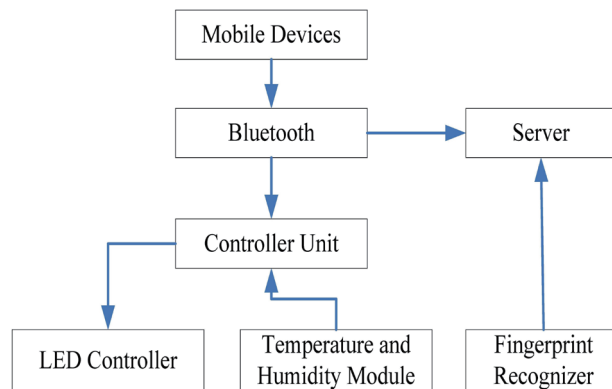 Mobile Devices
Bluetooth
Server
Controller Unit
LED Controller
Temperature and
Humidity Module
Fingerprint
Recognizer